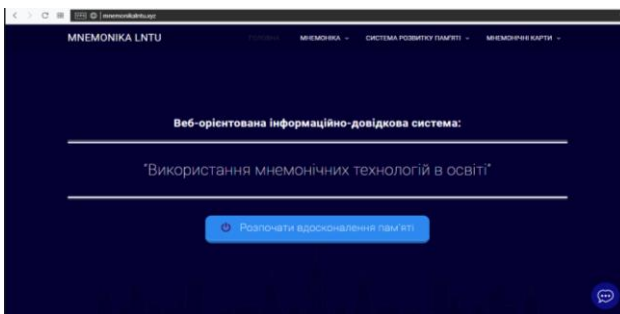 mnemonikalntu.xyz
MNEMONIKA LNTU
ГОЛОВНА МНЕМОНІКА СИСТЕМА РОЗВИТКУ ПАМ'ЯТІ МНЕМОНІЧНІ КАРТИ
Веб-орієнтована інформаційно-довідкова система:
"Використання мнемонічних технологій в освіті"
Розпочати вдосконалення пам'яті